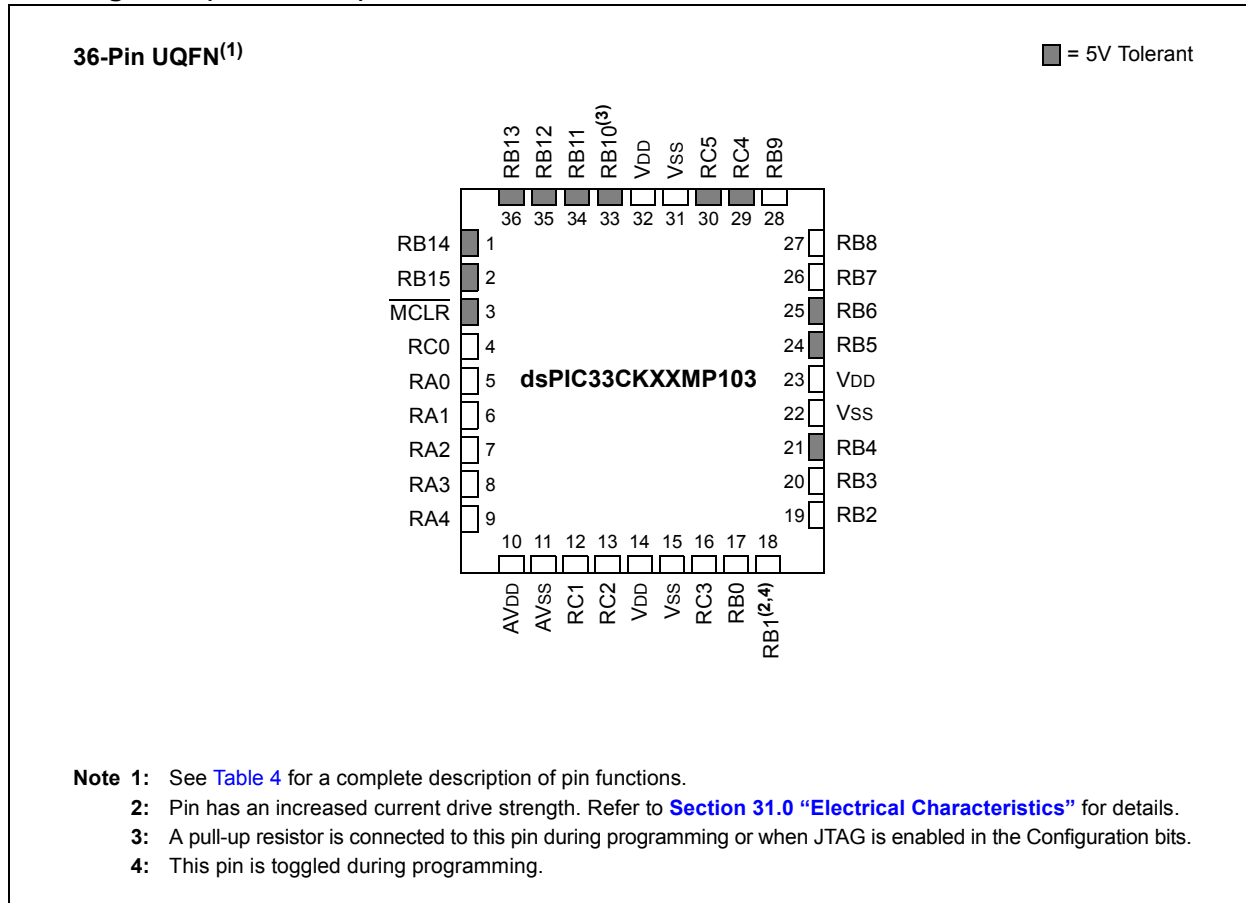 36-Pin UQFN(1)
= 5V Tolerant
RB13 RB12 RB11 RB10(3) VDD VSS RC5 RC4 RB9
36 35 34 33 32 31 30 29 28
RB14 1 27 RB8
RB15 2 26 RB7
MCLR 3 25 RB6
RC0 4 24 RB5
RA0 5 dsPIC33CKXXMP103 23 VDD
RA1 6 22 VSS
RA2 7 21 RB4
RA3 8 20 RB3
RA4 9 19 RB2
10 11 12 13 14 15 16 17 18
AVDD AVSS RC1 RC2 VDD VSS RC3 RB0 RB1(2,4)
Note 1: See Table 4 for a complete description of pin functions.
2: Pin has an increased current drive strength. Refer to Section 31.0 “Electrical Characteristics” for details.
3: A pull-up resistor is connected to this pin during programming or when JTAG is enabled in the Configuration bits.
4: This pin is toggled during programming.